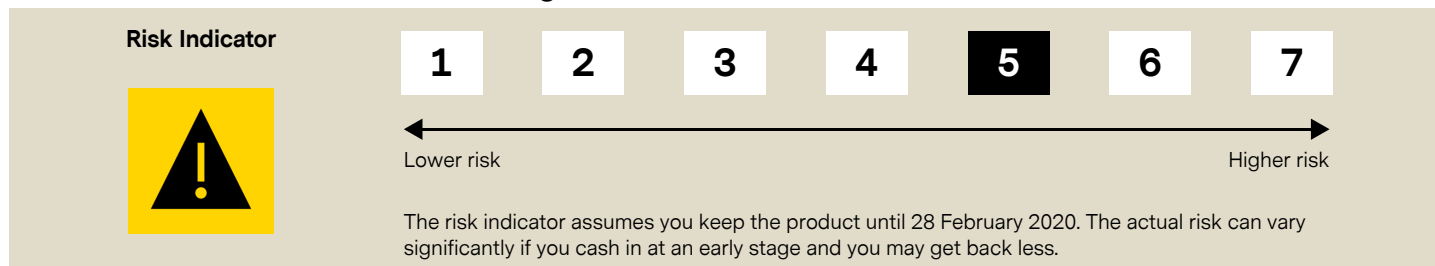 Risk Indicator
1 2 3 4 5 6 7
Lower risk Higher risk
The risk indicator assumes you keep the product until 28 February 2020. The actual risk can vary
significantly if you cash in at an early stage and you may get back less.